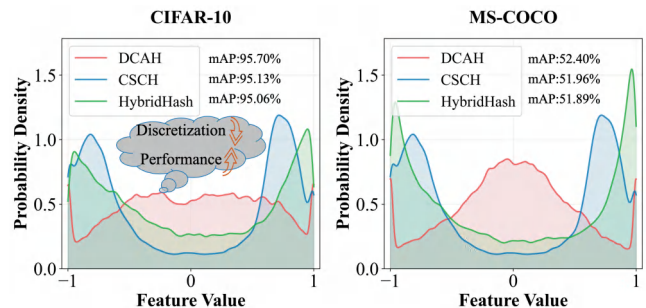 CIFAR-10
MS-COCO
Probability Density
1.5
1.0
0.5
0.0
DCAH mAP:95.70%
CSCH mAP:95.13%
HybridHash mAP:95.06%
Discretization
Performance
−1 0 1
Feature Value
Probability Density
1.5
1.0
0.5
0.0
DCAH mAP:52.40%
CSCH mAP:51.96%
HybridHash mAP:51.89%
−1 0 1
Feature Value